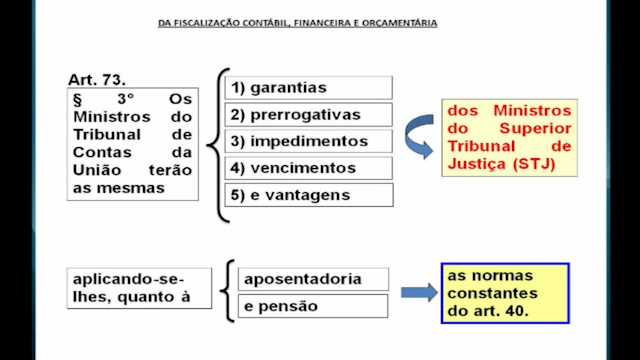 DA FISCALIZAÇÃO CONTÁBIL, FINANCEIRA E ORÇAMENTÁRIA
Art. 73.
§ 3° Os
Ministros do
Tribunal de
Contas da
União terão
as mesmas
1) garantias
2) prerrogativas
3) impedimentos
4) vencimentos
5) e vantagens
dos Ministros
do Superior
Tribunal de
Justiça (STJ)
aplicando-se-
lhes, quanto à
aposentadoria
e pensão
as normas
constantes
do art. 40.